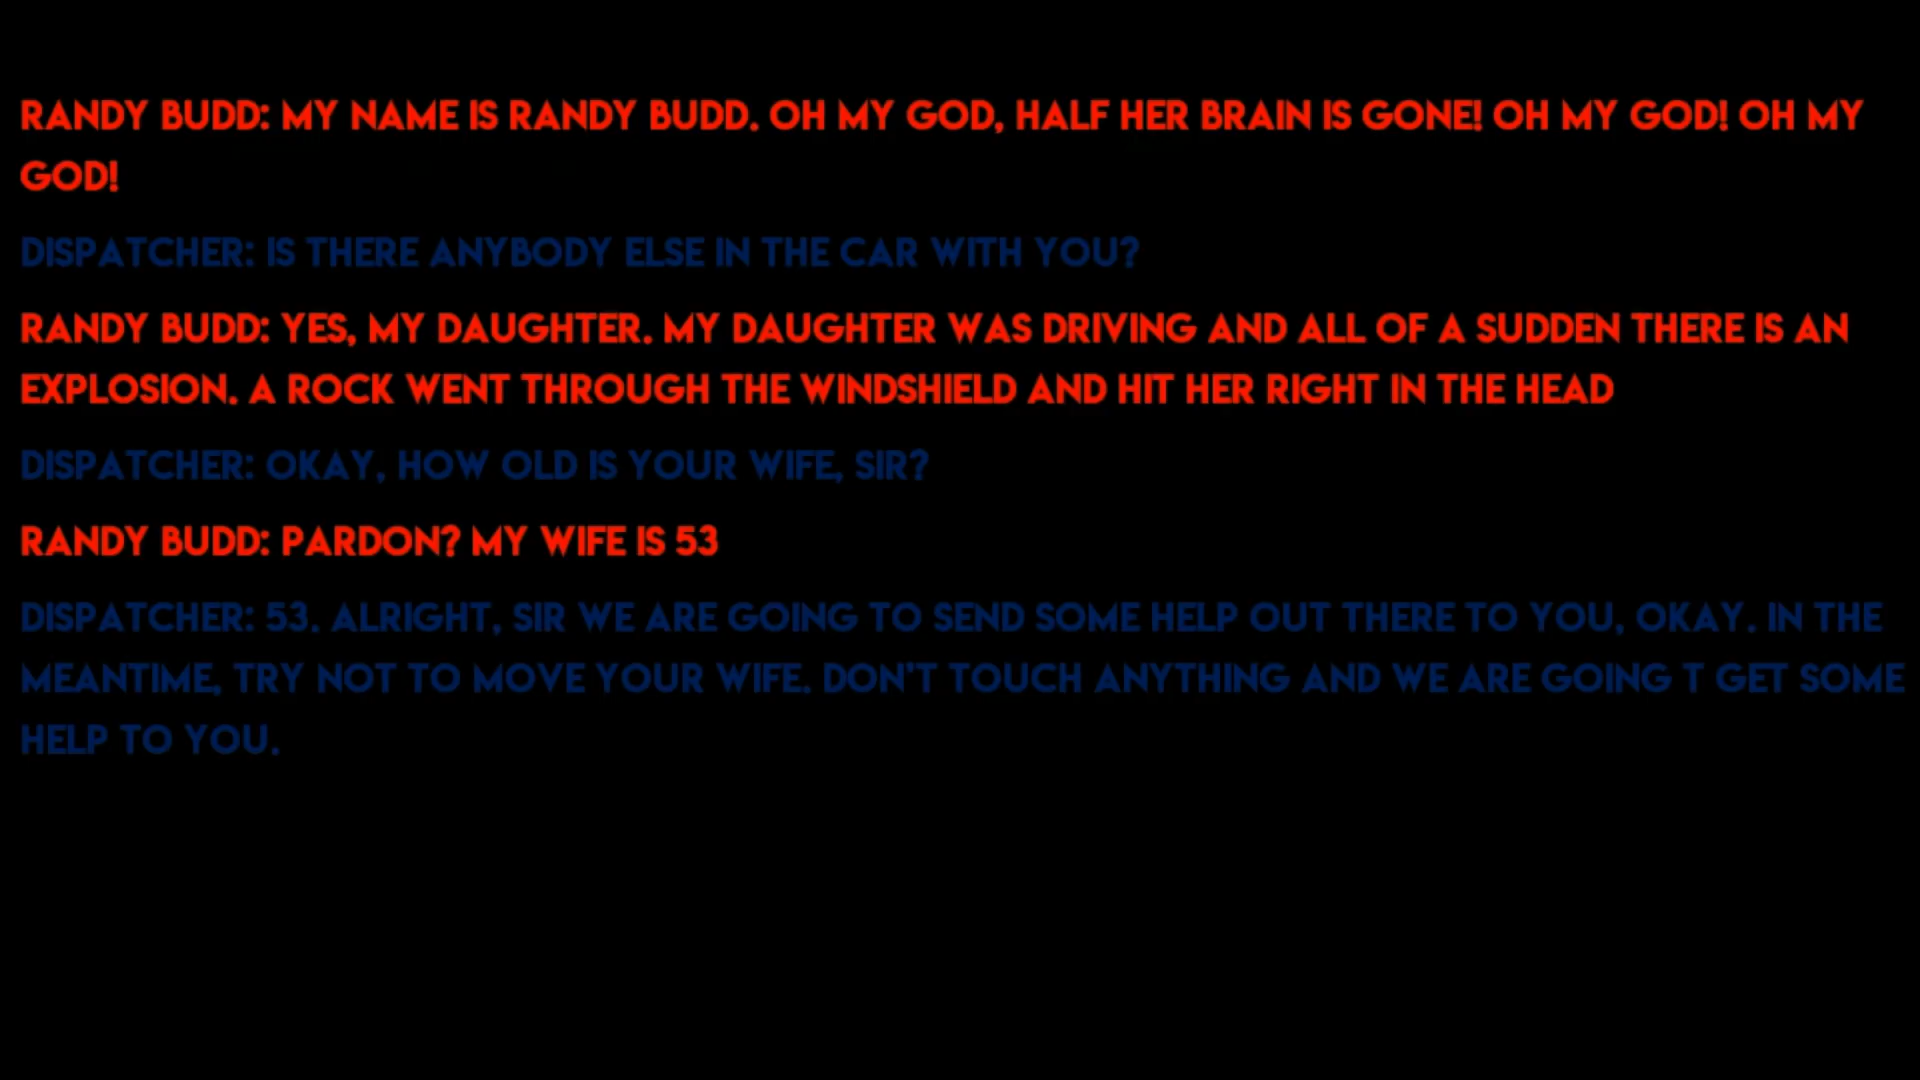 RANDY BUDD: MY NAME IS RANDY BUDD. OH MY GOD, HALF HER BRAIN IS GONE! OH MY GOD! OH MY
GOD!
DISPATCHER: IS THERE ANYBODY ELSE IN THE CAR WITH YOU?
RANDY BUDD: YES, MY DAUGHTER. MY DAUGHTER WAS DRIVING AND ALL OF A SUDDEN THERE IS AN
EXPLOSION. A ROCK WENT THROUGH THE WINDSHIELD AND HIT HER RIGHT IN THE HEAD
DISPATCHER: OKAY, HOW OLD IS YOUR WIFE, SIR?
RANDY BUDD: PARDON? MY WIFE IS 53
DISPATCHER: 53. ALRIGHT, SIR WE ARE GOING TO SEND SOME HELP OUT THERE TO YOU, OKAY. IN THE
MEANTIME, TRY NOT TO MOVE YOUR WIFE. DON'T TOUCH ANYTHING AND WE ARE GOING T GET SOME
HELP TO YOU.